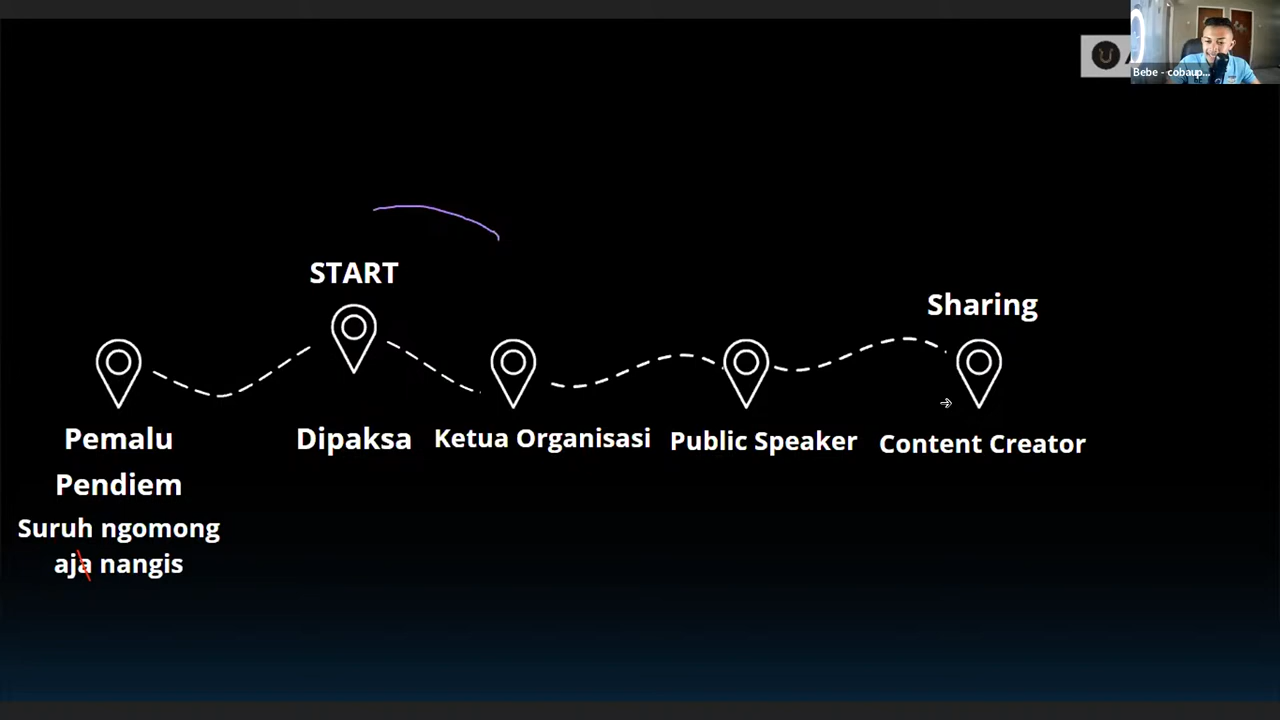 Bebe - cobaup...
START
Sharing
Pemalu
Dipaksa
Ketua Organisasi
Public Speaker
Content Creator
Pendiem
Suruh ngomong
aja nangis